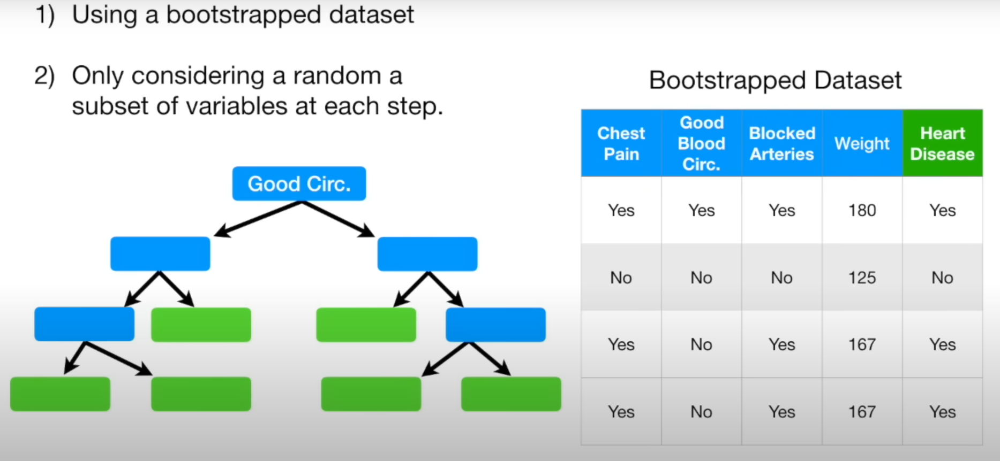 1) Using a bootstrapped dataset
2) Only considering a random a
subset of variables at each step.
Good Circ.
Bootstrapped Dataset
Chest Pain Good Blood Circ. Blocked Arteries Weight Heart Disease
Yes Yes Yes 180 Yes
No No No 125 No
Yes No Yes 167 Yes
Yes No Yes 167 Yes